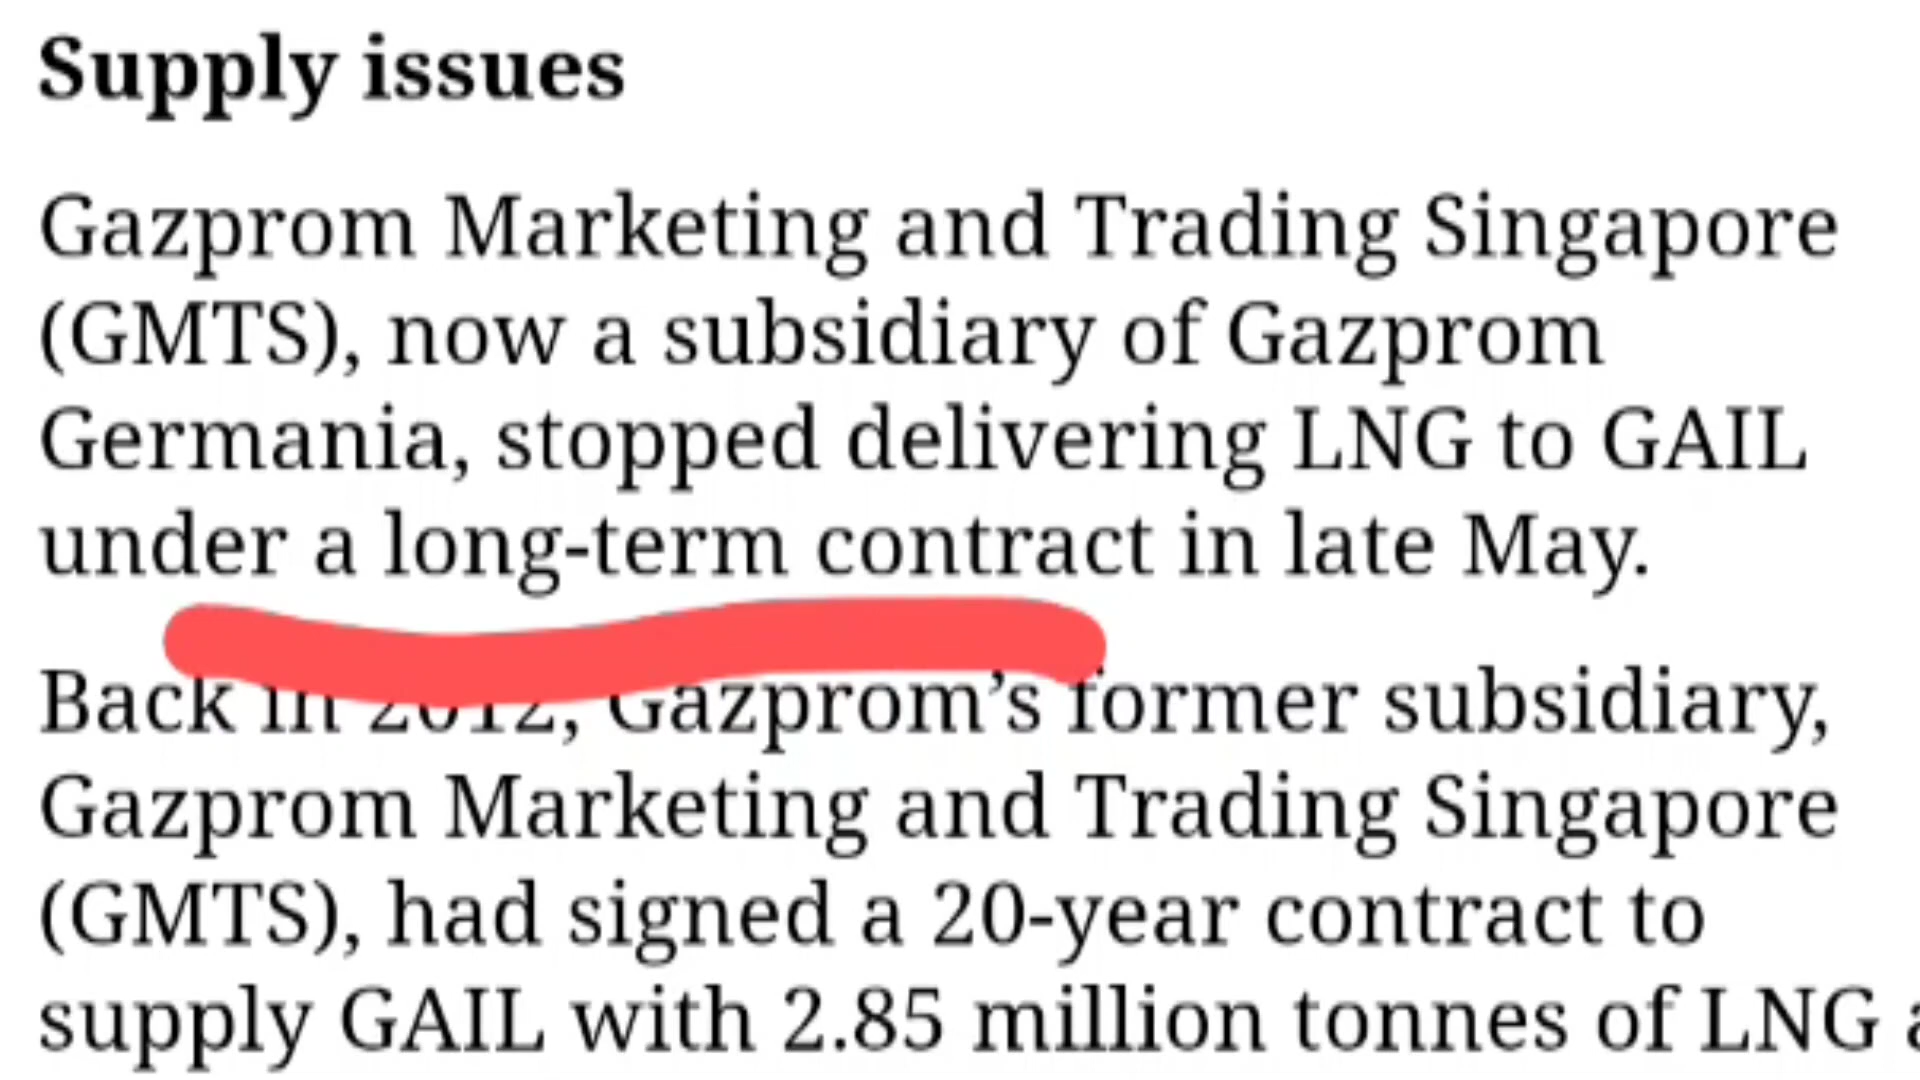 Supply issues
Gazprom Marketing and Trading Singapore
(GMTS), now a subsidiary of Gazprom
Germania, stopped delivering LNG to GAIL
under a long-term contract in late May.
Back in 2012, Gazprom’s former subsidiary,
Gazprom Marketing and Trading Singapore
(GMTS), had signed a 20-year contract to
supply GAIL with 2.85 million tonnes of LNG